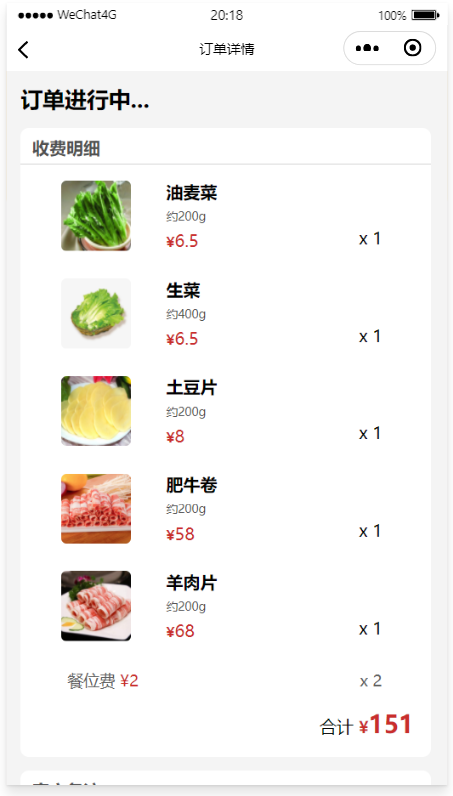 WeChat4G 20:18 100%
订单详情
订单进行中...
收费明细
油麦菜
约200g
¥6.5 x 1
生菜
约400g
¥6.5 x 1
土豆片
约200g
¥8 x 1
肥牛卷
约200g
¥58 x 1
羊肉片
约200g
¥68 x 1
餐位费 ¥2 x 2
合计 ¥151